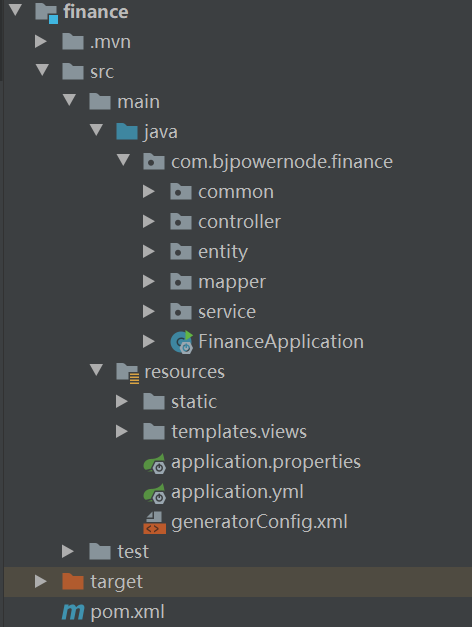 finance
.mvn
src
main
java
com.bjpowernode.finance
common
controller
entity
mapper
service
FinanceApplication
resources
static
templates.views
application.properties
application.yml
generatorConfig.xml
test
target
pom.xml